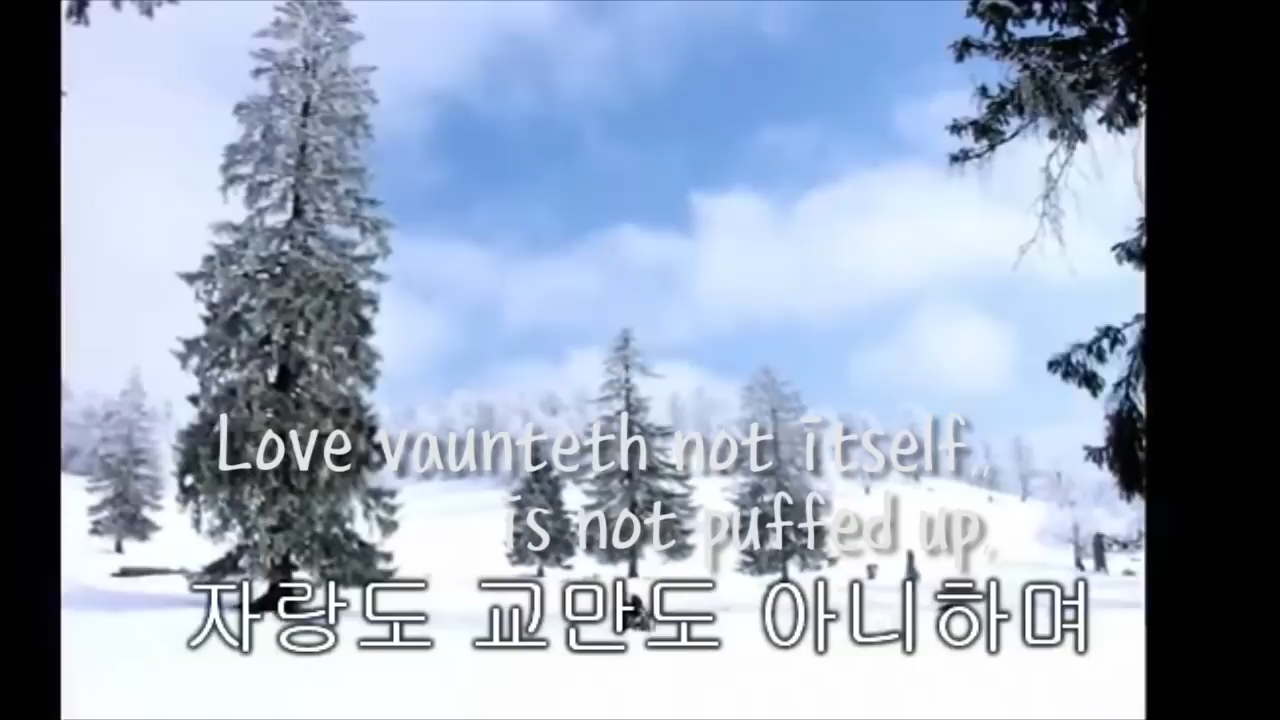 Love vaunteth not itself,,
is not puffed up,
자랑도 교만도 아니하며